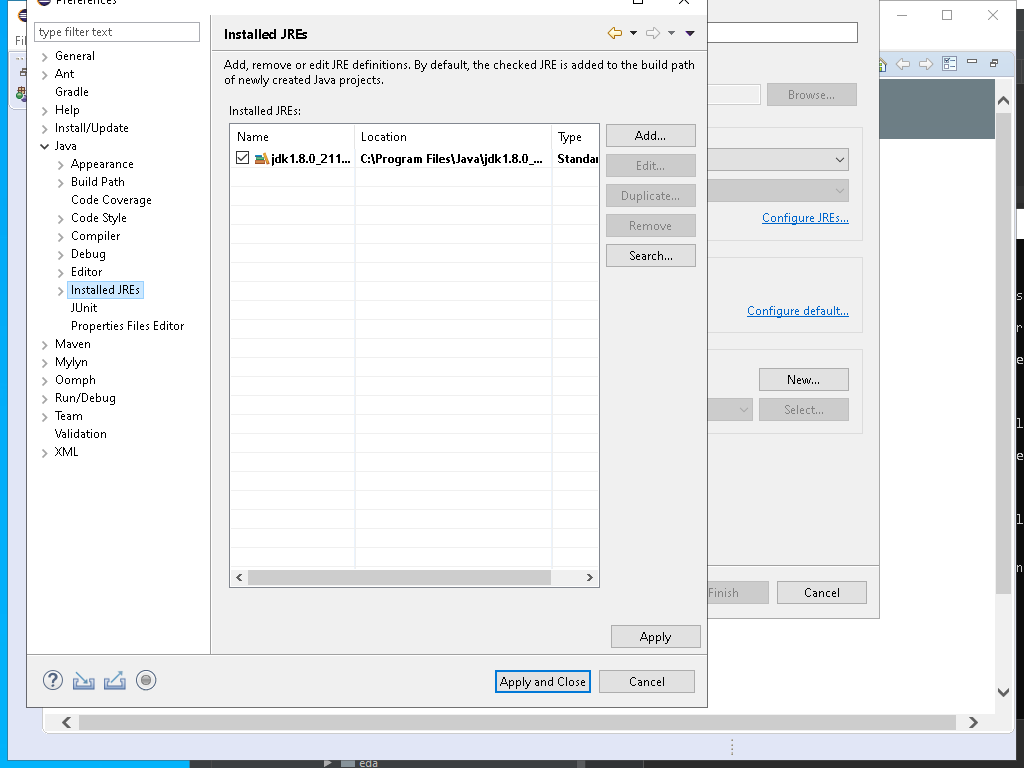 Preferences
type filter text
General
Ant
Gradle
Help
Install/Update
Java
Appearance
Build Path
Code Coverage
Code Style
Compiler
Debug
Editor
Installed JREs
JUnit
Properties Files Editor
Maven
Mylyn
Oomph
Run/Debug
Team
Validation
XML
Installed JREs
Add, remove or edit JRE definitions. By default, the checked JRE is added to the build path
of newly created Java projects.
Installed JREs:
Name Location Type
jdk1.8.0_211... C:\Program Files\Java\jdk1.8.0_... Standar
Add...
Edit...
Duplicate...
Remove
Search...
Apply
Apply and Close Cancel
Browse...
Configure JREs...
Configure default...
New...
Select...
Finish Cancel
eda